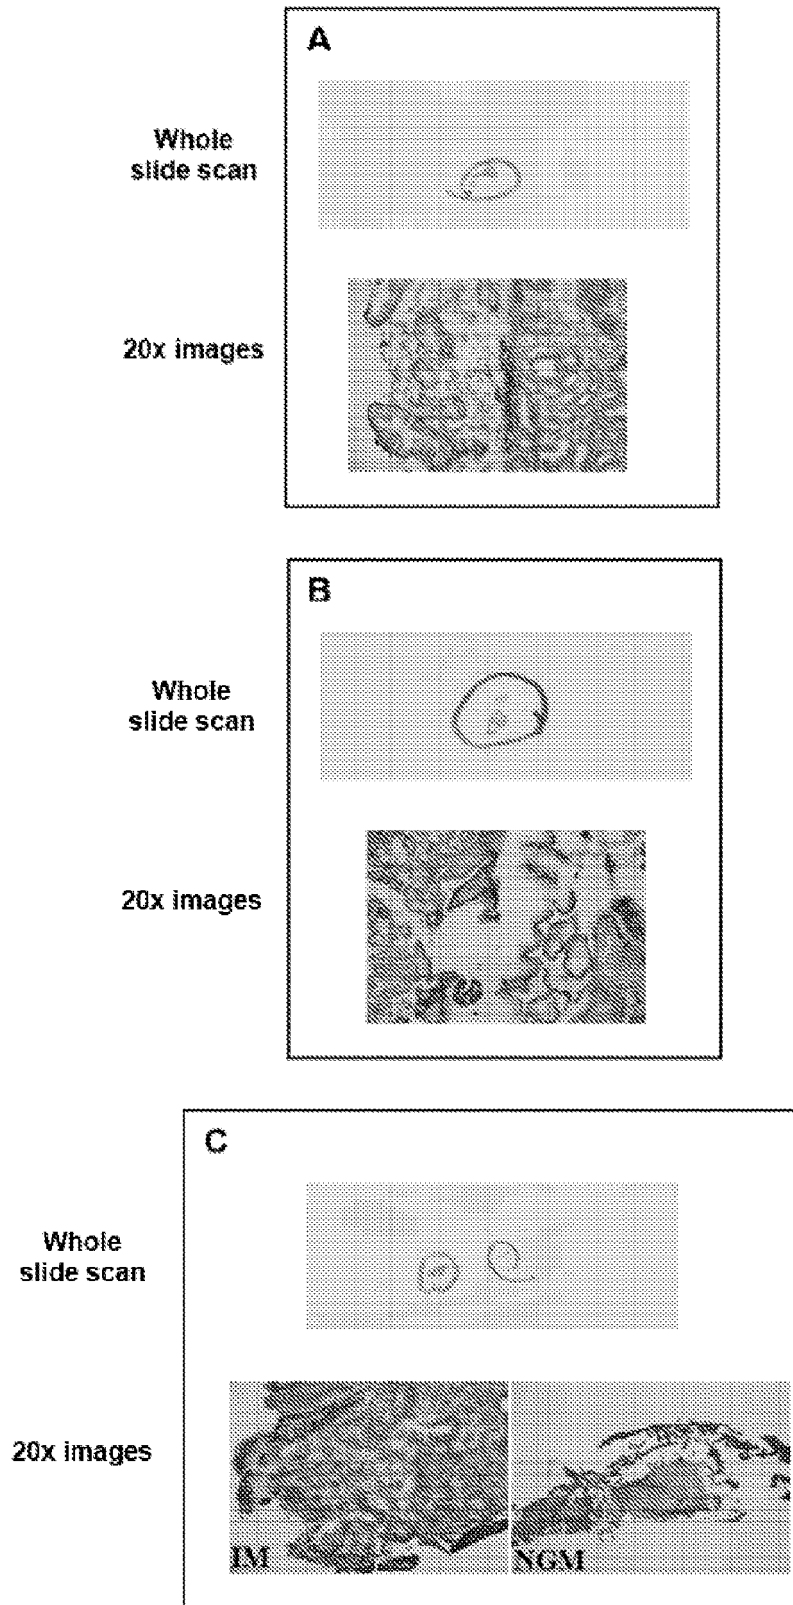 A
Whole
slide scan
20x images
B
Whole
slide scan
20x images
C
Whole
slide scan
20x images
IM
NGM